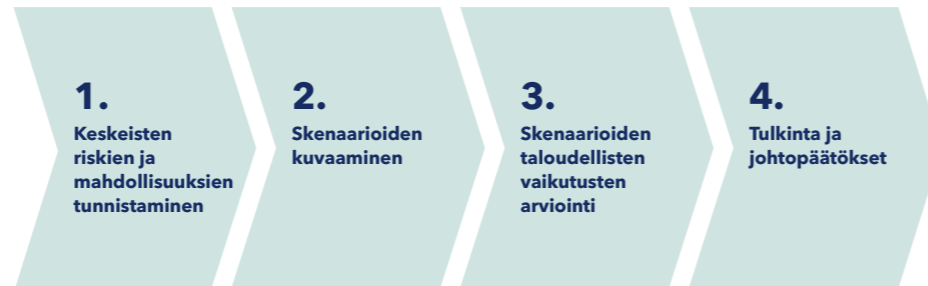 1.
Keskeisten
riskien ja
mahdollisuuksien
tunnistaminen
2.
Skenaarioiden
kuvaaminen
3.
Skenaarioiden
taloudellisten
vaikutusten
arviointi
4.
Tulkinta ja
johtopäätökset